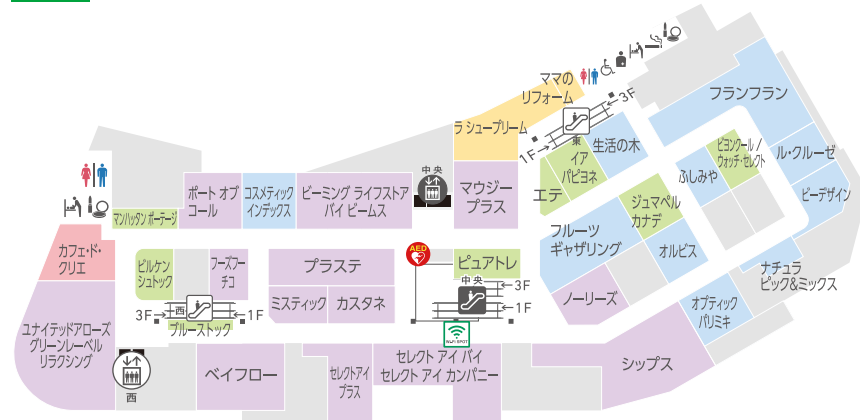 ママの
リフォーム
3F
フランフラン
ラ シュープリーム
1F
東
生活の木
ビヨンクール /
ウォッチ・セレクト
ル・クルーゼ
イア
パピヨネ
ふしみや
ビーデザイン
中央
エテ
ジュマペル
カナデ
ポート オブ
コール
コスメティック
インデックス
ビーミング ライフストア
バイ ビームス
マウジー
プラス
マンハッタン ポーテージ
フルーツ
ギャザリング
オルビス
カフェ・ド・
クリエ
ビルケン
シュトック
フーズフー
チコ
プラステ
AED
ピュアトレ
ナチュラ
ピック&ミックス
中央
3F
1F
ミスティック
カスタネ
ノーリーズ
オプティック
パリミキ
3F
西
1F
ブルーストック
Wi-Fi SPOT
ユナイテッドアローズ
グリーンレーベル
リラクシング
西
ベイフロー
セレクトアイ
プラス
セレクト アイ バイ
セレクト アイ カンパニー
シップス